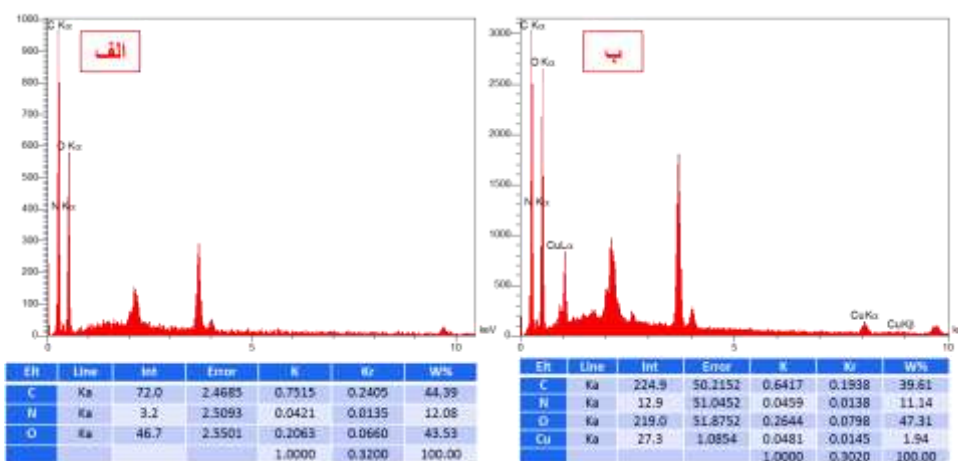 1000
900
800
700
600
500
400
300
200
100
0
C Kα
O Kα
N Kα
الف
5
10
keV
3000
2500
2000
1500
1000
500
0
C Kα
O Kα
N Kα
CuLα
ب
CuKα
CuKβ
5
10
Elt Line Int Error K Kr W%
C Ka 72.0 2.4685 0.7515 0.2405 44.39
N Ka 3.2 2.5093 0.0421 0.0135 12.08
O Ka 46.7 2.5501 0.2063 0.0660 43.53
1.0000 0.3200 100.00
Elt Line Int Error K Kr W%
C Ka 224.9 50.2152 0.6417 0.1938 39.61
N Ka 12.9 51.0452 0.0459 0.0138 11.14
O Ka 219.0 51.8752 0.2644 0.0798 47.31
Cu Ka 27.3 1.0854 0.0481 0.0145 1.94
1.0000 0.3020 100.00